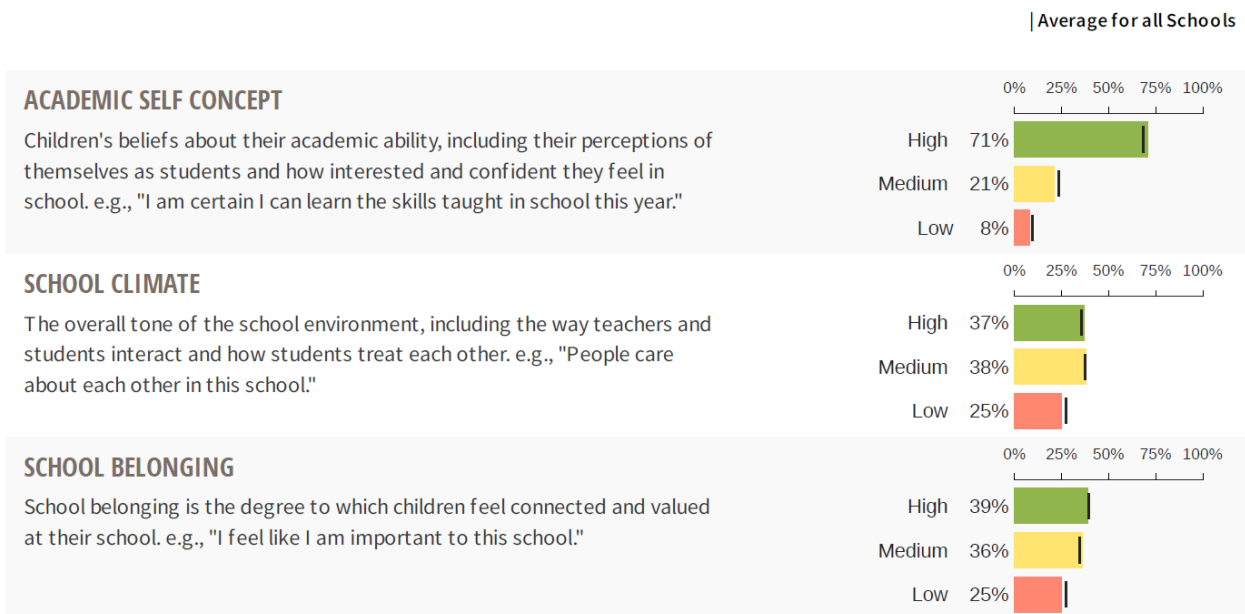 | Average for all Schools
ACADEMIC SELF CONCEPT
Children's beliefs about their academic ability, including their perceptions of
themselves as students and how interested and confident they feel in
school. e.g., "I am certain I can learn the skills taught in school this year."
0% 25% 50% 75% 100%
High 71%
Medium 21%
Low 8%
SCHOOL CLIMATE
The overall tone of the school environment, including the way teachers and
students interact and how students treat each other. e.g., "People care
about each other in this school."
0% 25% 50% 75% 100%
High 37%
Medium 38%
Low 25%
SCHOOL BELONGING
School belonging is the degree to which children feel connected and valued
at their school. e.g., "I feel like I am important to this school."
0% 25% 50% 75% 100%
High 39%
Medium 36%
Low 25%